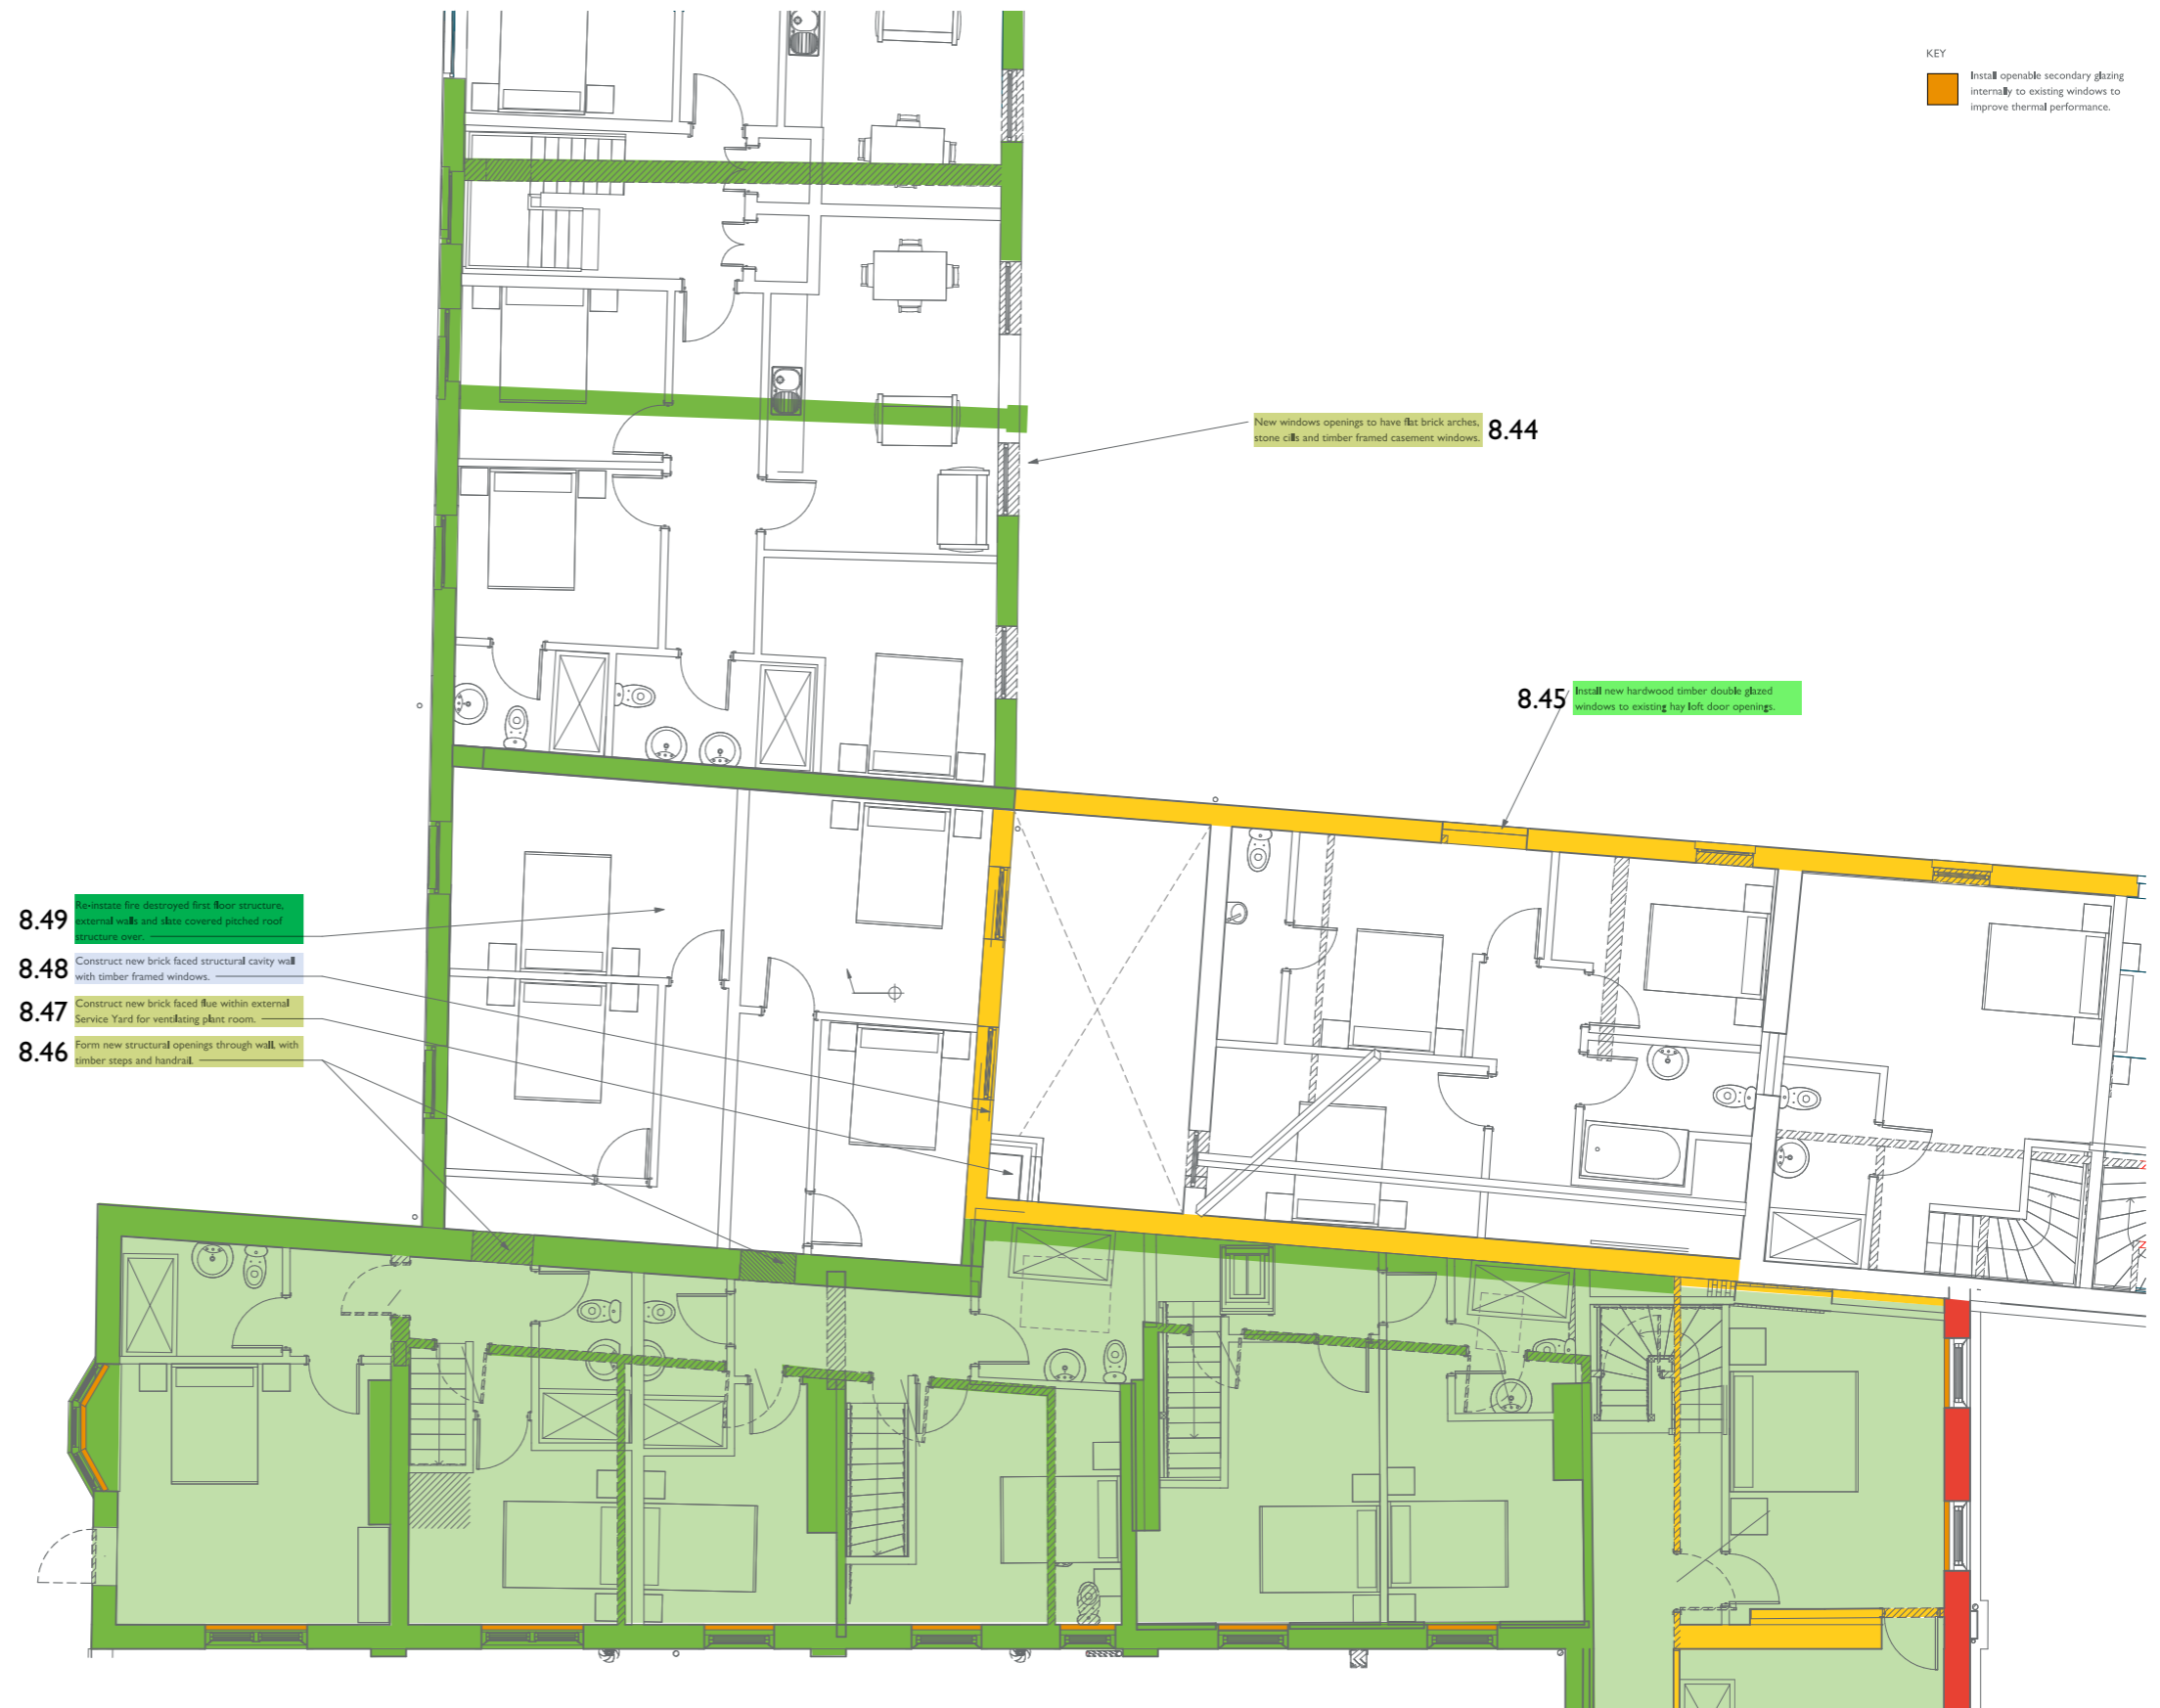 KEY
Install openable secondary glazing
internally to existing windows to
improve thermal performance.
New windows openings to have flat brick arches,
stone cills and timber framed casement windows.
8.44
8.45
Install new hardwood timber double glazed
windows to existing hay loft door openings.
8.49
Re-instate fire destroyed first floor structure,
external walls and slate covered pitched roof
structure over.
8.48
Construct new brick faced structural cavity wall
with timber framed windows.
8.47
Construct new brick faced flue within external
Service Yard for ventilating plant room.
8.46
Form new structural openings through wall, with
timber steps and handrail.